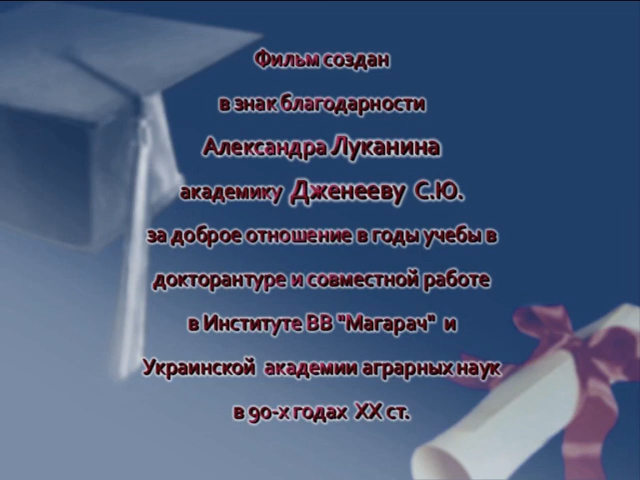 Фильм создан
в знак благодарности
Александра Луканина
академику Дженееву С.Ю.
за доброе отношение в годы учебы в
докторантуре и совместной работе
в Институте ВВ "Магарач" и
Украинской академии аграрных наук
в 90-х годах ХХ ст.